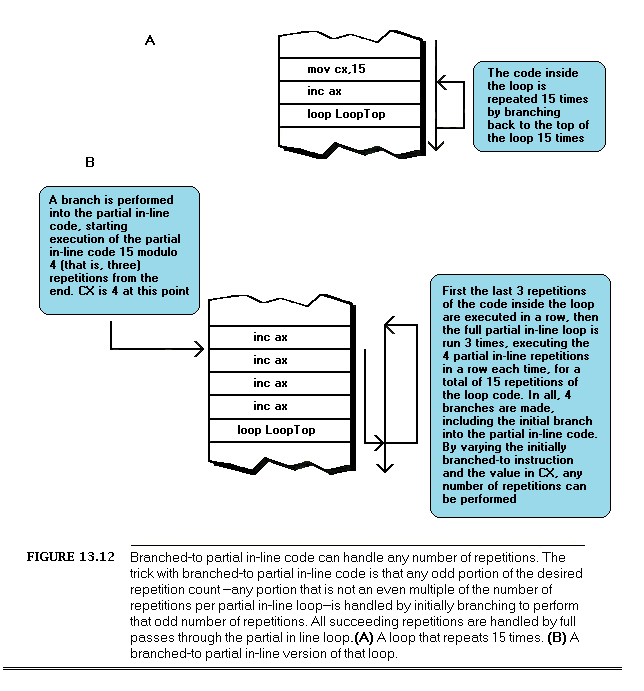 A
mov cx,15
inc ax
loop LoopTop
The code inside
the loop is
repeated 15 times
by branching
back to the top of
the loop 15 times
B
A branch is performed
into the partial in-line
code, starting
execution of the partial
in-line code 15 modulo
4 (that is, three)
repetitions from the
end. CX is 4 at this point
inc ax
inc ax
inc ax
inc ax
loop LoopTop
First the last 3 repetitions
of the code inside the loop
are executed in a row, then
the full partial in-line loop is
run 3 times, executing the
4 partial in-line repetitions
in a row each time, for a
total of 15 repetitions of
the loop code. In all, 4
branches are made,
including the initial branch
into the partial in-line code.
By varying the initially
branched-to instruction
and the value in CX, any
number of repetitions can
be performed
FIGURE 13.12 Branched-to partial in-line code can handle any number of repetitions. The
trick with branched-to partial in-line code is that any odd portion of the desired
repetition count—any portion that is not an even multiple of the number of
repetitions per partial in-line loop—is handled by initially branching to perform
that odd number of repetitions. All succeeding repetitions are handled by full
passes through the partial in line loop.(A) A loop that repeats 15 times. (B) A
branched-to partial in-line version of that loop.